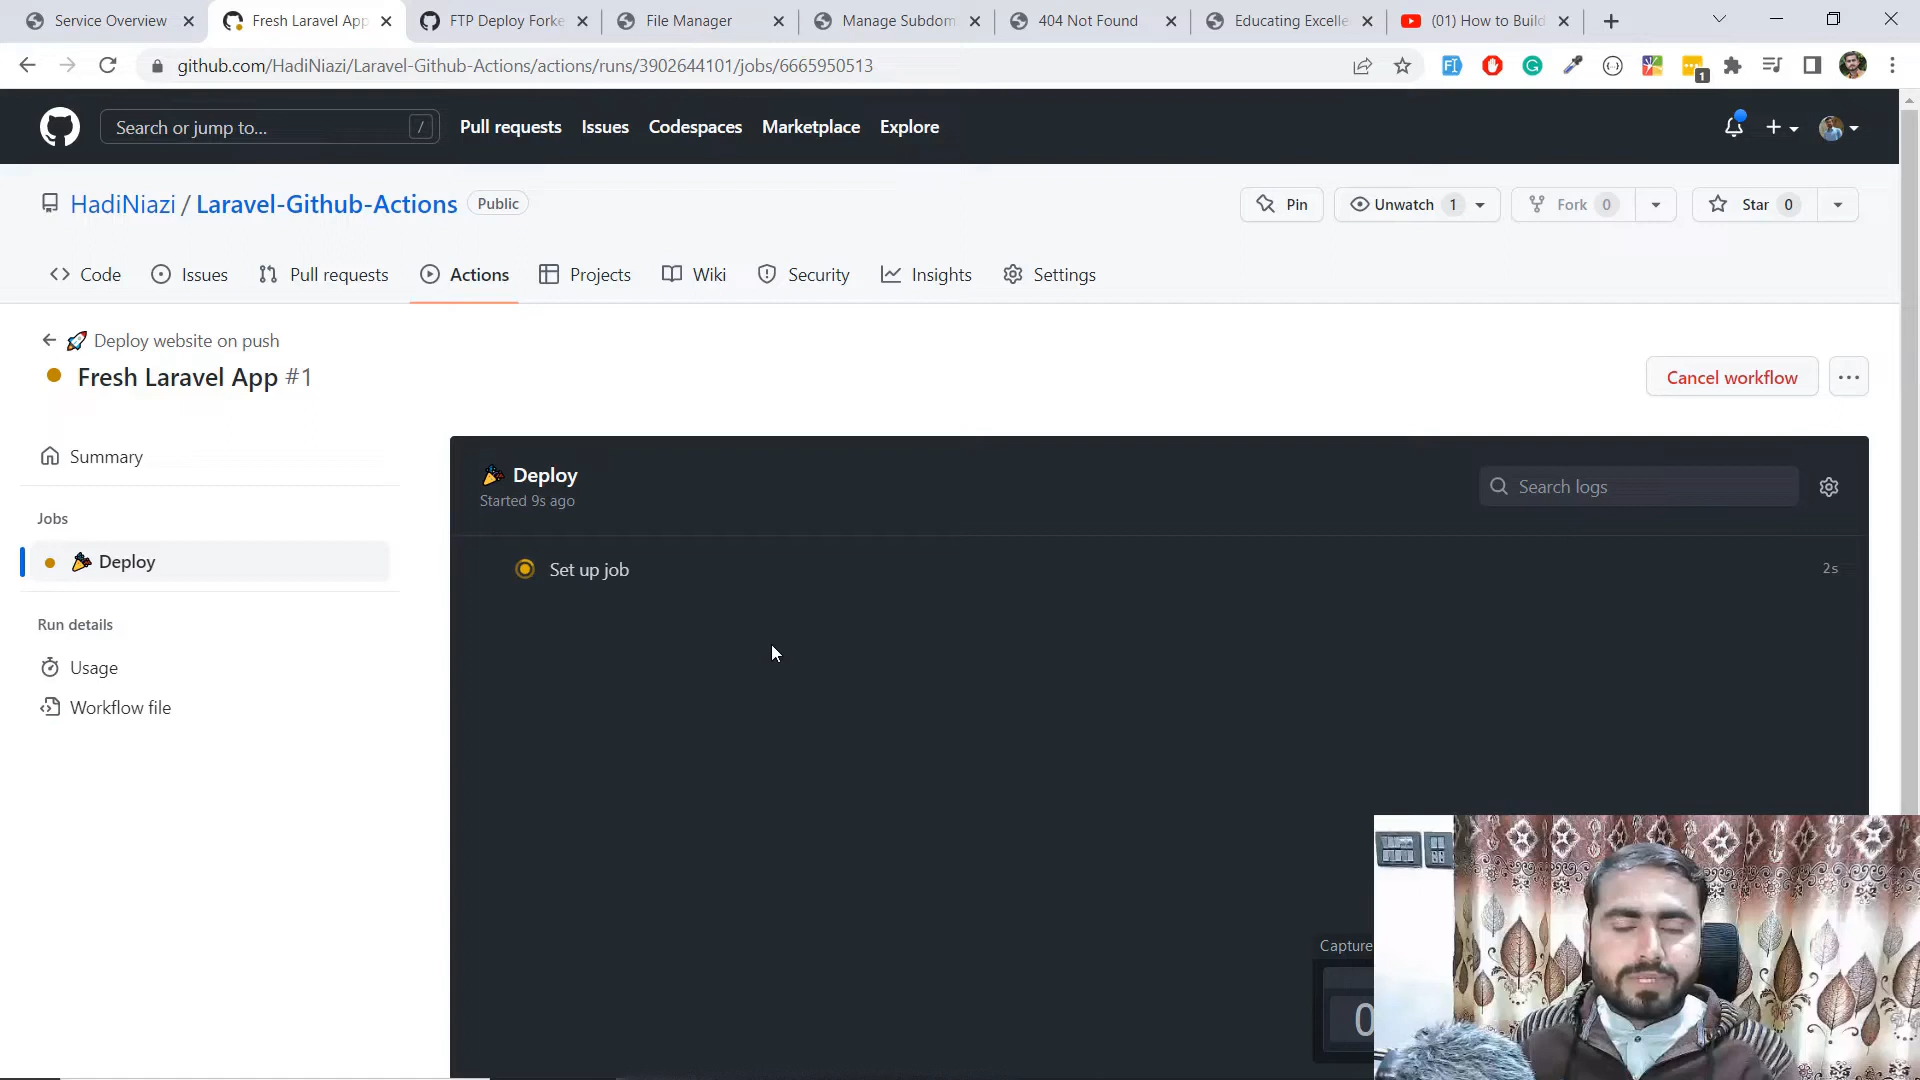 Service Overview
Fresh Laravel App
FTP Deploy Forke
File Manager
Manage Subdom
404 Not Found
Educating Excelle
(01) How to Build
github.com/HadiNiazi/Laravel-Github-Actions/actions/runs/3902644101/jobs/6665950513
1
Search or jump to...
/
Pull requests
Issues
Codespaces
Marketplace
Explore
HadiNiazi / Laravel-Github-Actions
Public
Pin
Unwatch 1
Fork 0
Star 0
Code
Issues
Pull requests
Actions
Projects
Wiki
Security
Insights
Settings
Deploy website on push
Fresh Laravel App #1
Cancel workflow
Summary
Jobs
Deploy
Run details
Usage
Workflow file
Deploy
Started 9s ago
Search logs
Set up job
2s
Capture
0